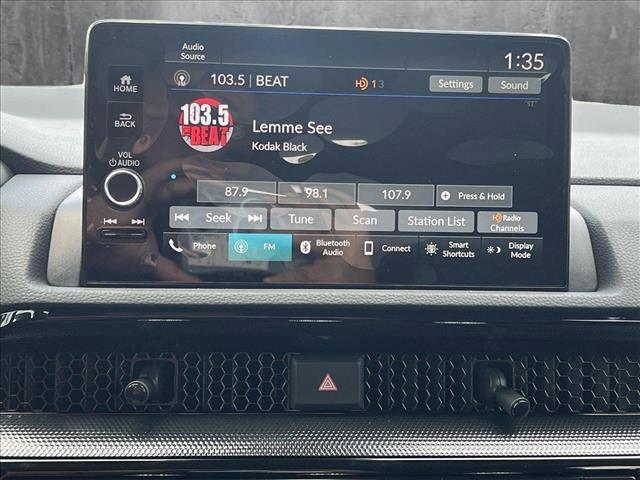 Audio
Source
1:35
HOME
103.5 | BEAT
HD 1 3
Settings
Sound
"ST"
BACK
103.5
THE BEAT
Lemme See
Kodak Black
VOL
AUDIO
87.9
98.1
107.9
Press & Hold
Seek
Tune
Scan
Station List
HD Radio
Channels
Phone
FM
Bluetooth
Audio
Connect
Smart
Shortcuts
Display
Mode